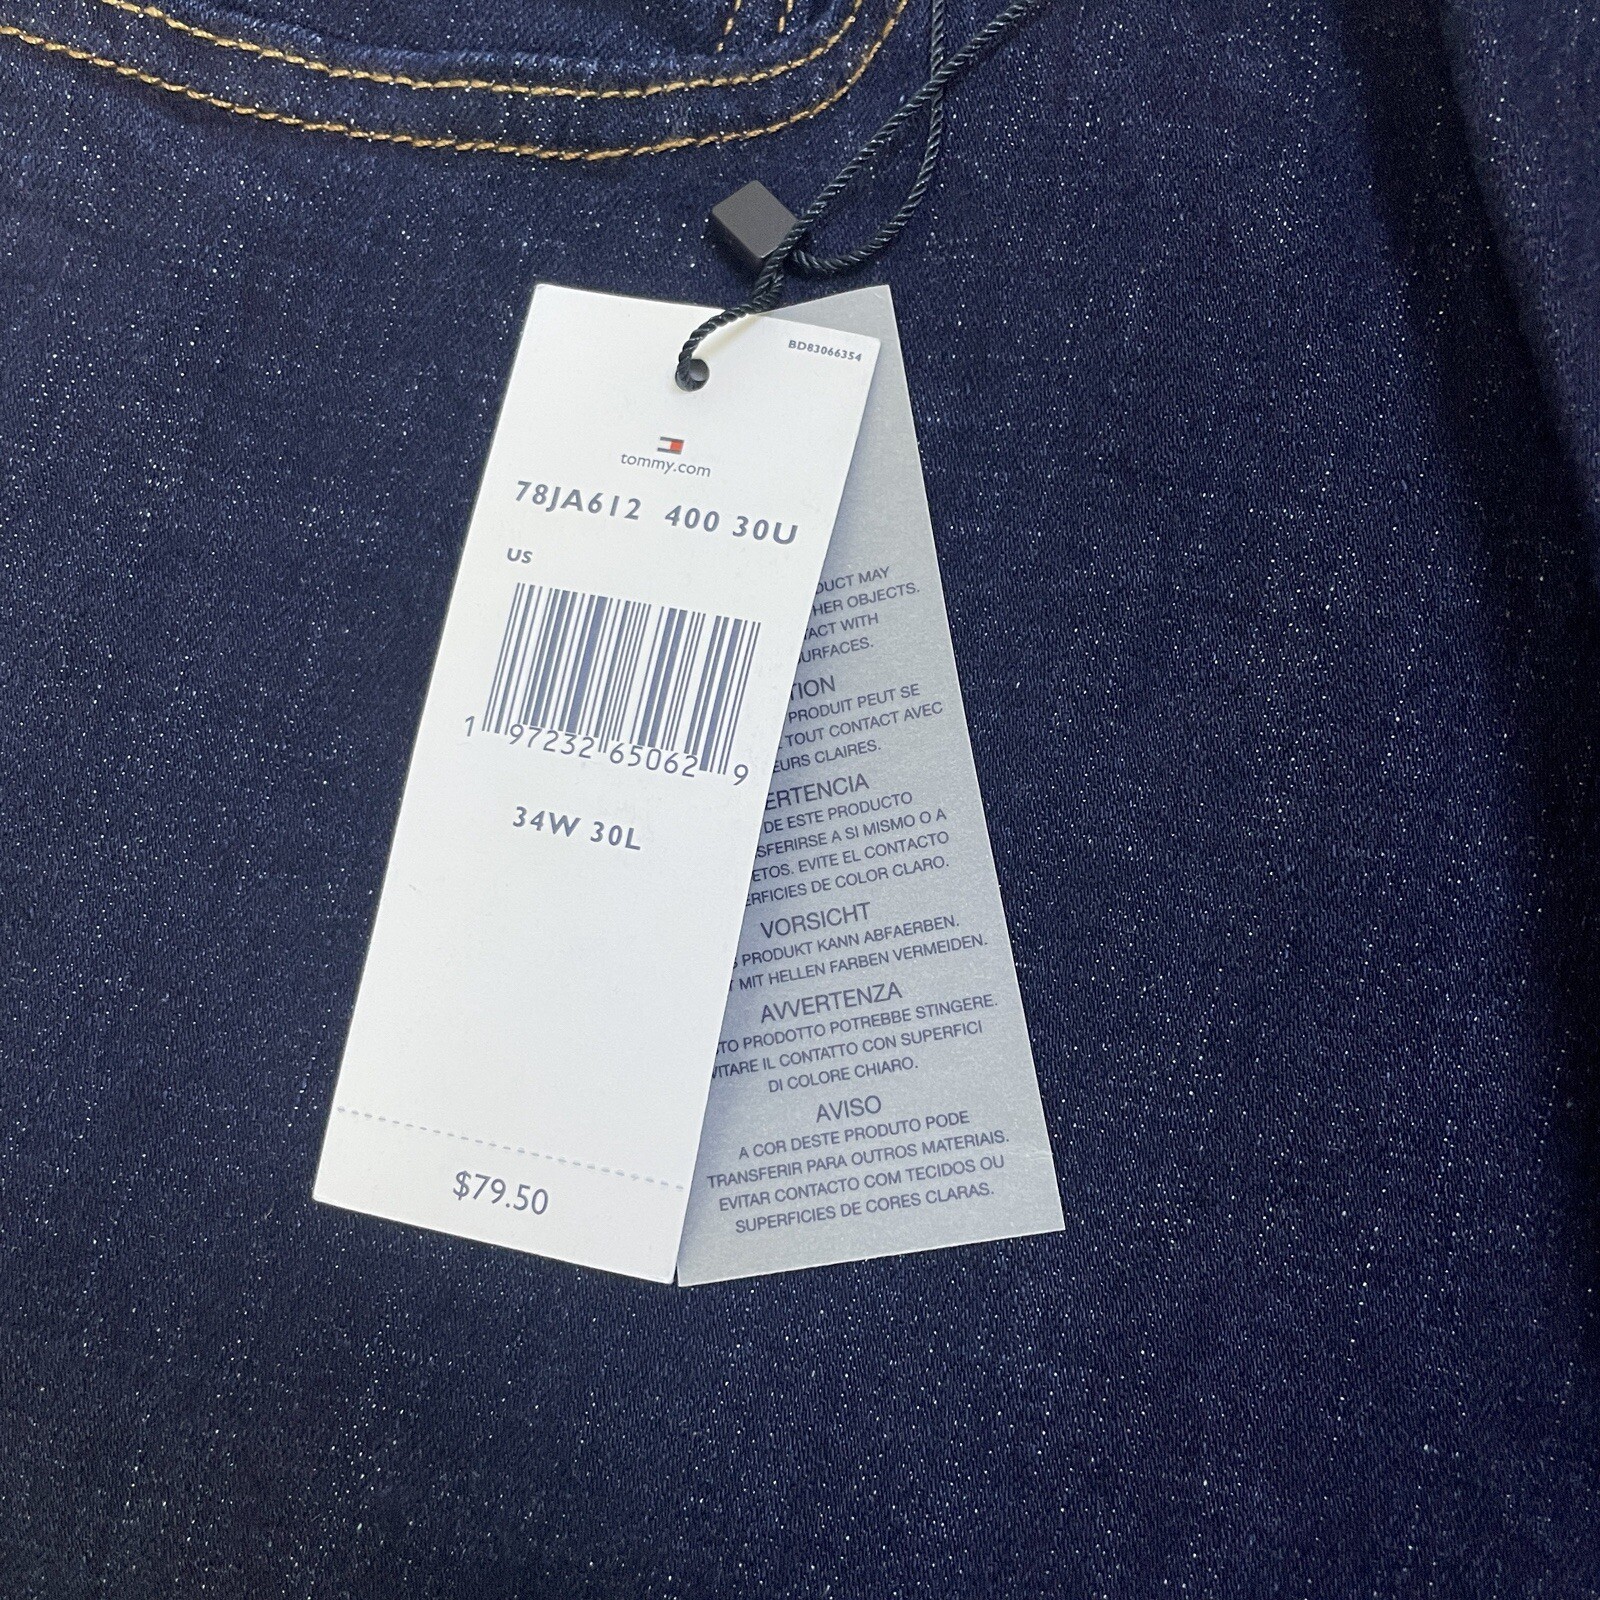 BD83066354
tommy.com
78JA612 400 30U
US
1 97232 65062 9
34W 30L
$79.50
DUCT MAY
HER OBJECTS.
TACT WITH
URFACES.
TION
PRODUIT PEUT SE
TOUT CONTACT AVEC
EURS CLAIRES.
ERTENCIA
DE ESTE PRODUCTO
SFERIRSE A SI MISMO O A
ETOS. EVITE EL CONTACTO
ERFICIES DE COLOR CLARO.
VORSICHT
S PRODUKT KANN ABFAERBEN.
T MIT HELLEN FARBEN VERMEIDEN.
AVVERTENZA
TO PRODOTTO POTREBBE STINGERE.
VITARE IL CONTATTO CON SUPERFICI
DI COLORE CHIARO.
AVISO
A COR DESTE PRODUTO PODE
TRANSFERIR PARA OUTROS MATERIAIS.
EVITAR CONTACTO COM TECIDOS OU
SUPERFICIES DE CORES CLARAS.